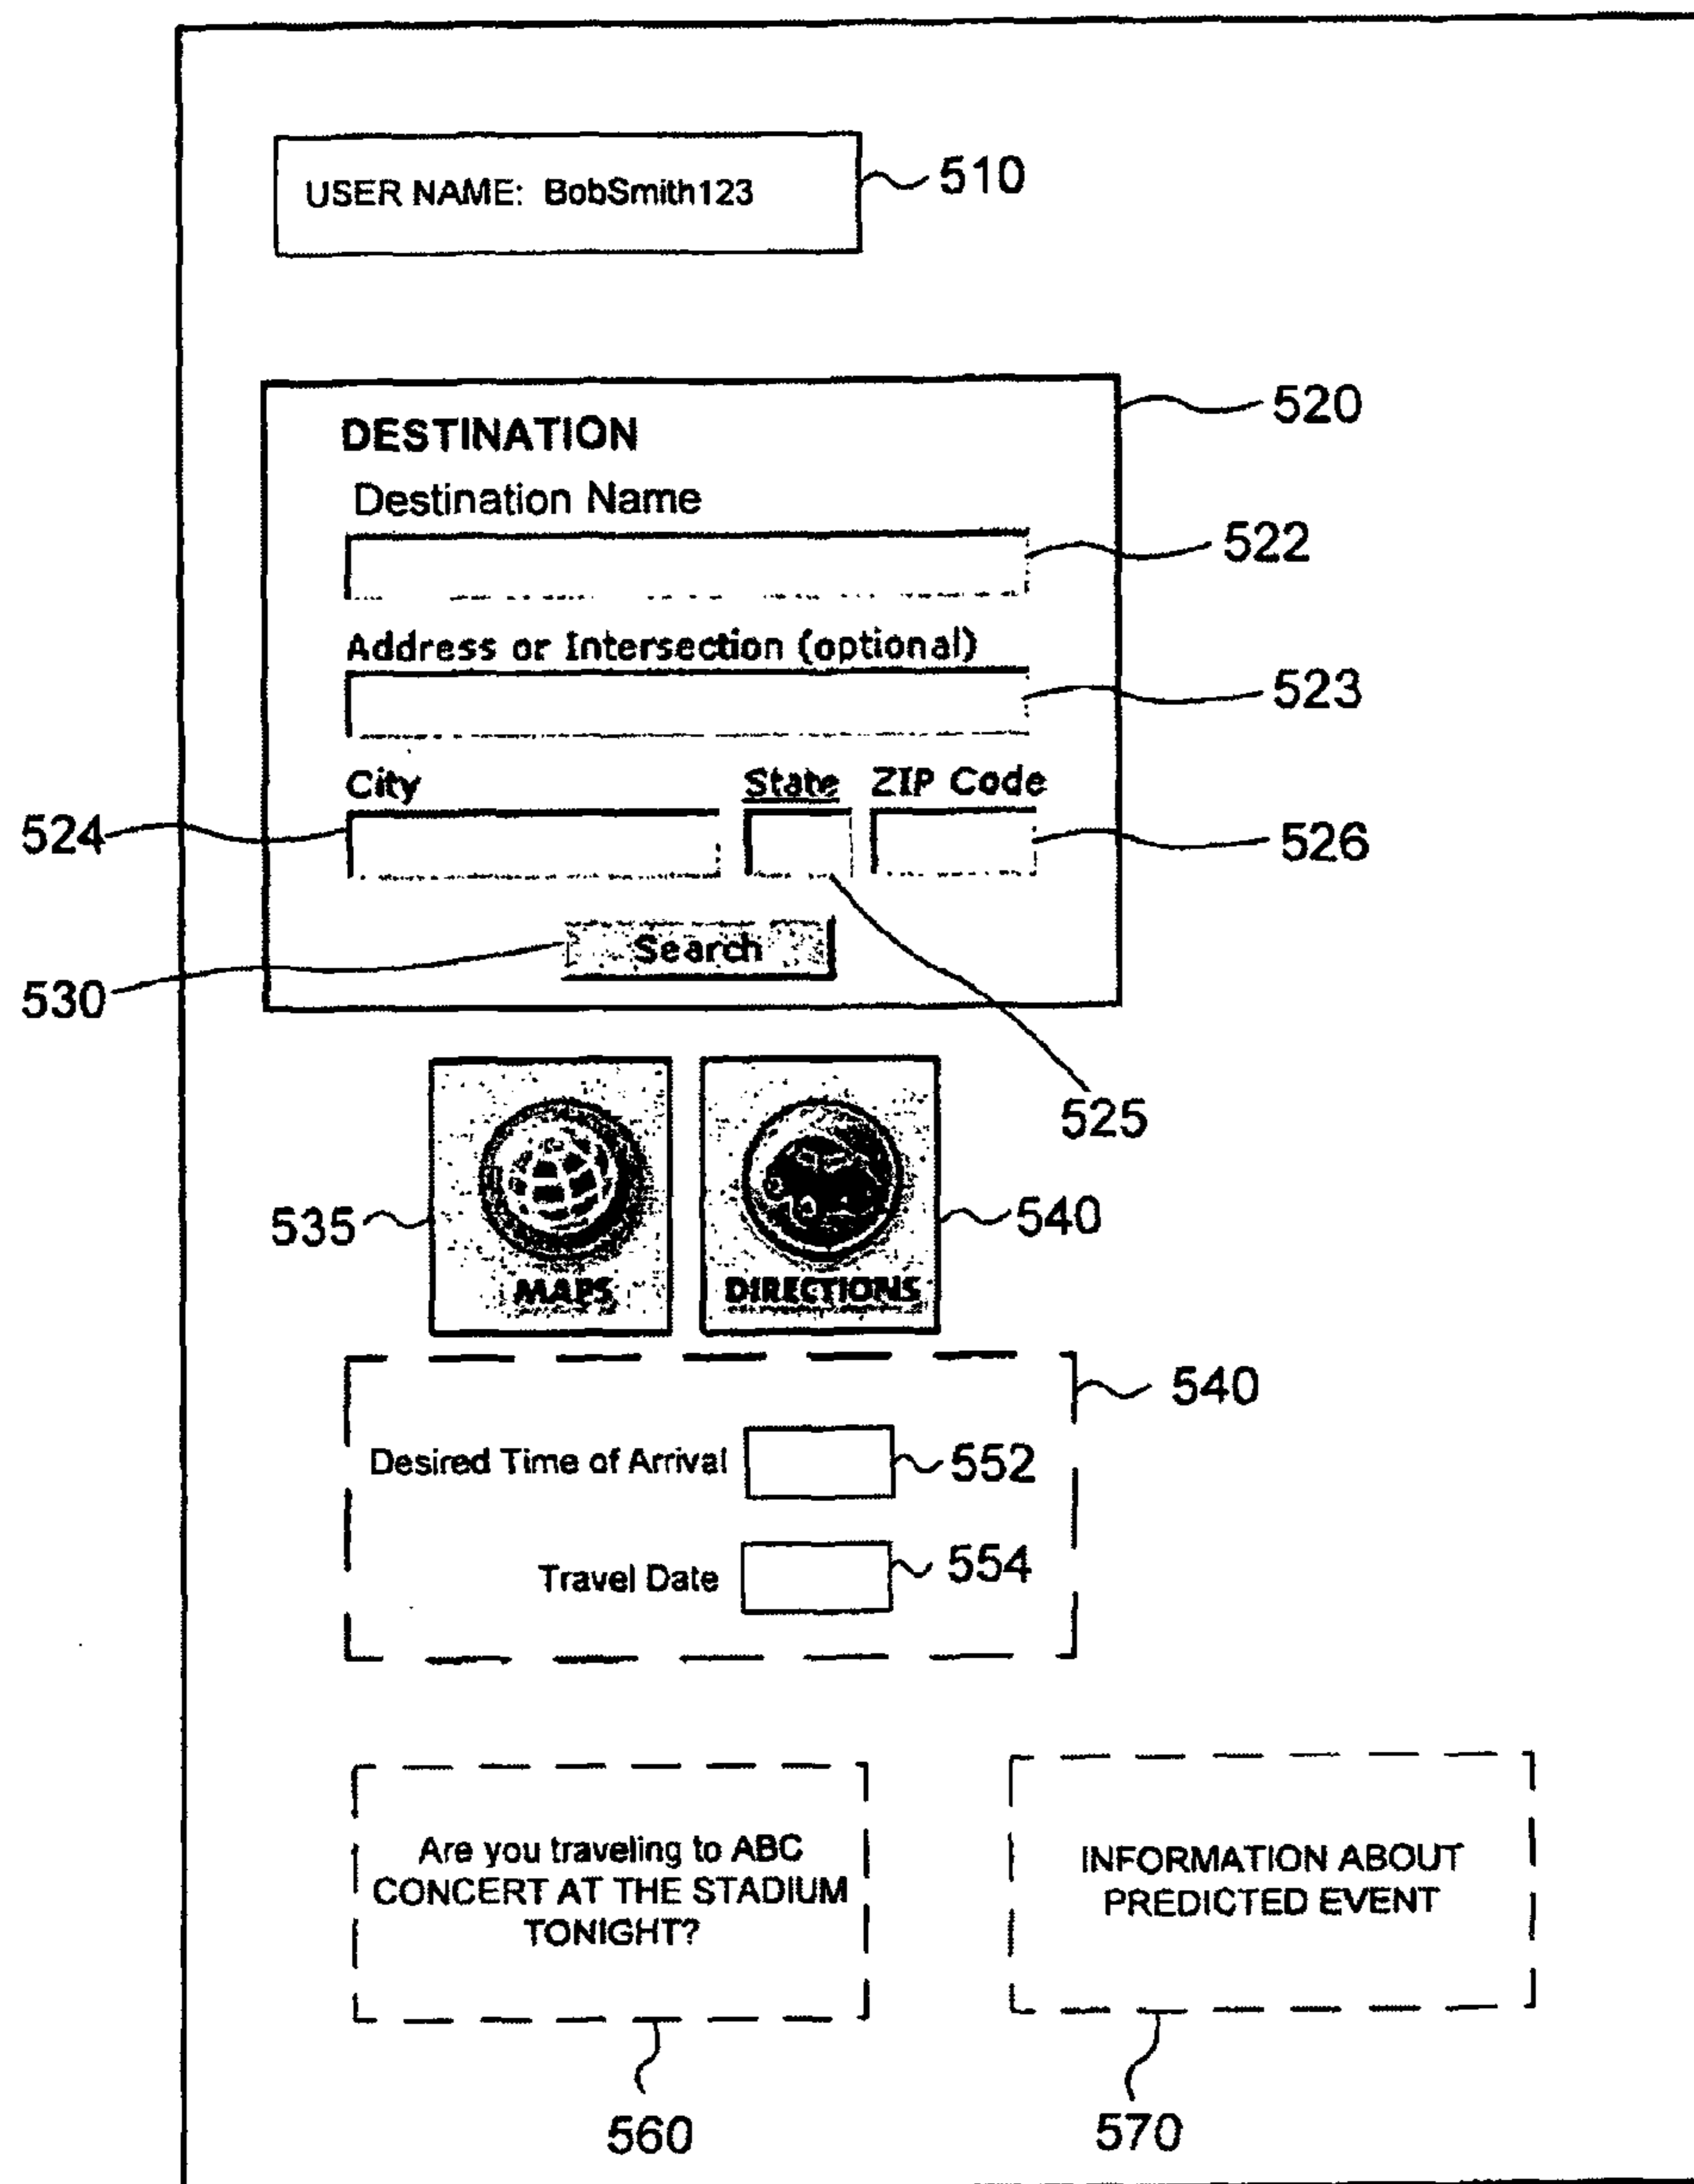 USER NAME: BobSmith123
510
520
DESTINATION
Destination Name
522
Address or Intersection (optional)
523
City State ZIP Code
524
526
Search
530
525
535
540
MAPS
DIRECTIONS
540
Desired Time of Arrival
552
Travel Date
554
Are you traveling to ABC
CONCERT AT THE STADIUM
TONIGHT?
INFORMATION ABOUT
PREDICTED EVENT
560
570